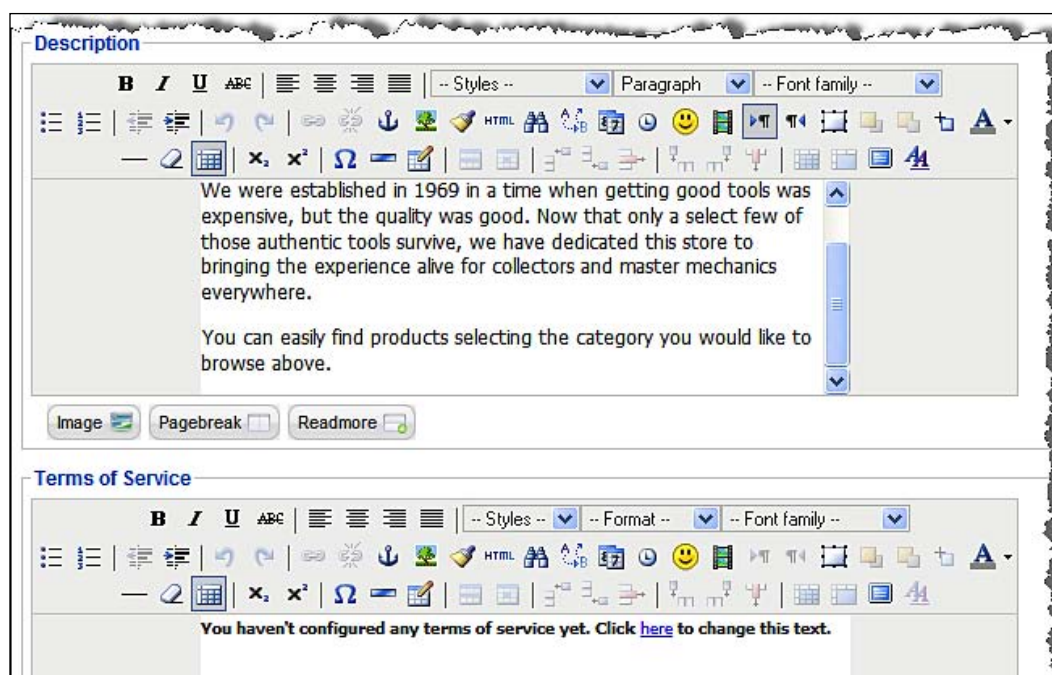 Description
B I U ABC -- Styles -- Paragraph -- Font family --
HTML A
We were established in 1969 in a time when getting good tools was
expensive, but the quality was good. Now that only a select few of
those authentic tools survive, we have dedicated this store to
bringing the experience alive for collectors and master mechanics
everywhere.
You can easily find products selecting the category you would like to
browse above.
Image Pagebreak Readmore
Terms of Service
B I U ABC -- Styles -- -- Format -- -- Font family --
HTML A
You haven't configured any terms of service yet. Click here to change this text.